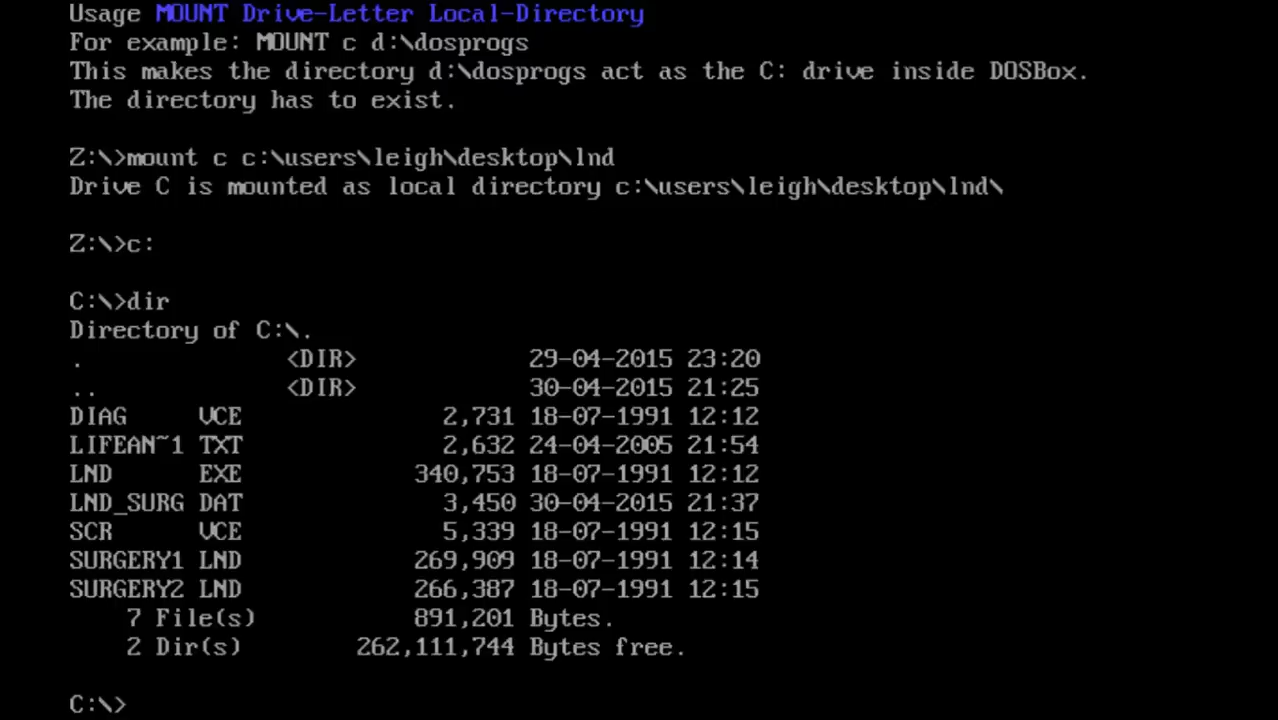 Usage MOUNT Drive-Letter Local-Directory
For example: MOUNT c d:\dosprogs
This makes the directory d:\dosprogs act as the C: drive inside DOSBox.
The directory has to exist.
Z:\>mount c c:\users\leigh\desktop\lnd
Drive C is mounted as local directory c:\users\leigh\desktop\lnd\
Z:\>c:
C:\>dir
Directory of C:\.
. <DIR> 29-04-2015 23:20
.. <DIR> 30-04-2015 21:25
DIAG VCE 2,731 18-07-1991 12:12
LIFEAN~1 TXT 2,632 24-04-2005 21:54
LND EXE 340,753 18-07-1991 12:12
LND_SURG DAT 3,450 30-04-2015 21:37
SCR VCE 5,339 18-07-1991 12:15
SURGERY1 LND 269,909 18-07-1991 12:14
SURGERY2 LND 266,387 18-07-1991 12:15
7 File(s) 891,201 Bytes.
2 Dir(s) 262,111,744 Bytes free.
C:\>